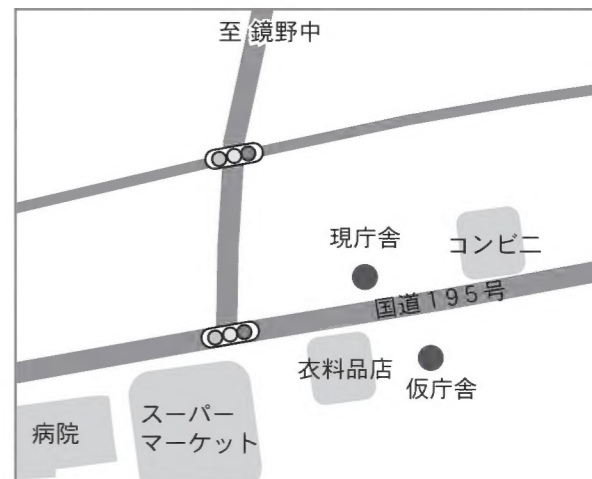 至 鏡野中
現庁舎
コンビニ
国道195号
衣料品店
仮庁舎
スーパー
マーケット
病院